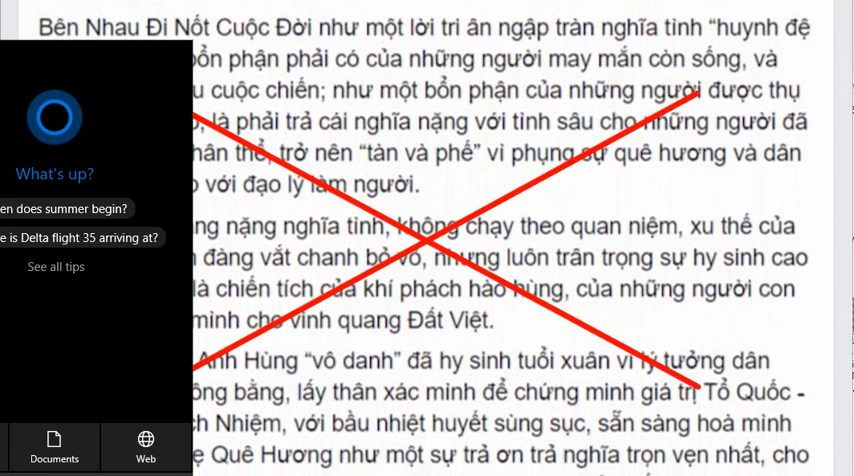 Bên Nhau Đi Nốt Cuộc Đời như một lời tri ân ngập tràn nghĩa tình “huynh đệ
bổn phận phải có của những người may mắn còn sống, và
u cuộc chiến; như một bổn phận của những người được thụ
, là phải trả cái nghĩa nặng với tình sâu cho những người đã
hân thể, trở nên “tàn và phế” vì phụng sự quê hương và dân
với đạo lý làm người.
What's up?
en does summer begin?
ng nặng nghĩa tình, không chạy theo quan niệm, xu thế của
e is Delta flight 35 arriving at?
đàng vắt chanh bỏ vỏ, nhưng luôn trân trọng sự hy sinh cao
See all tips
là chiến tích của khí phách hào hùng, của những người con
mình cho vinh quang Đất Việt.
Anh Hùng “vô danh” đã hy sinh tuổi xuân vì lý tưởng dân
ông bằng, lấy thân xác mình để chứng minh giá trị Tổ Quốc -
ch Nhiệm, với bầu nhiệt huyết sùng sục, sẵn sàng hoà mình
ẹ Quê Hương như một sự trả ơn trả nghĩa trọn vẹn nhất, cho
Documents
Web